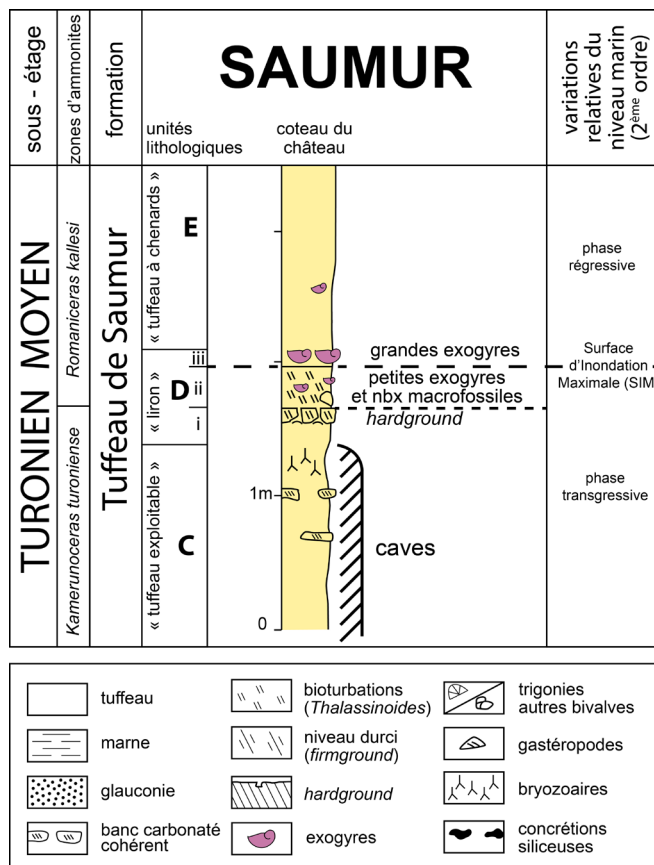 sous - étage
zones d'ammonites
formation
SAUMUR
unités
lithologiques
coteau du
château
variations
relatives du
niveau marin
(2ème ordre)
TURONIEN MOYEN
Romaniceras kallesi
Kamerunoceras turoniense
Tuffeau de Saumur
« tuffeau à chenards »
E
« liron »
D
iii
ii
i
« tuffeau exploitable »
C
1m
0
grandes exogyres
petites exogyres
et nbx macrofossiles
hardground
caves
phase
régressive
Surface
d'Inondation
Maximale (SIM)
phase
transgressive
tuffeau
marne
glauconie
banc carbonaté
cohérent
bioturbations
(Thalassinoides)
niveau durci
(firmground)
hardground
exogyres
trigonies
autres bivalves
gastéropodes
bryozoaires
concrétions
siliceuses